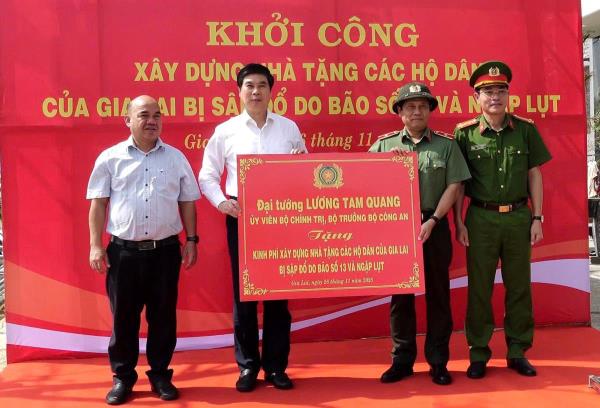 KHỞI CÔNG
XÂY DỰNG NHÀ TẶNG CÁC HỘ DÂN
CỦA GIA LAI BỊ SẬP ĐỔ DO BÃO SỐ VÀ NGẬP LỤT
Gia 6 tháng 11
Đại tướng LƯƠNG TAM QUANG
ỦY VIÊN BỘ CHÍNH TRỊ, BỘ TRƯỞNG BỘ CÔNG AN
Tặng
KINH PHÍ XÂY DỰNG NHÀ TẶNG CÁC HỘ DÂN CỦA GIA LAI
BỊ SẬP ĐỔ DO BÃO SỐ 13 VÀ NGẬP LỤT
Gia Lai, ngày 26 tháng 11 năm 2025